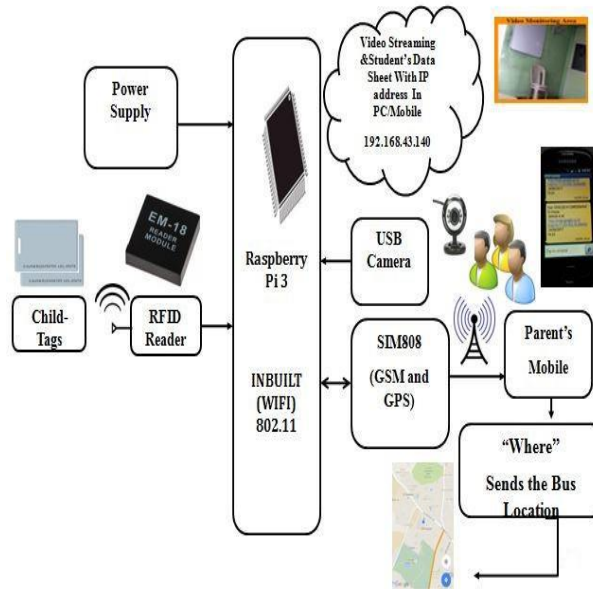 Video Monitoring Area
Video Streaming
&Student's Data
Sheet With IP
address In
PC/Mobile
192.168.43.140
Power
Supply
EM-18
READER
MODULE
Raspberry
Pi 3
USB
Camera
Child-
Tags
RFID
Reader
INBUILT
(WIFI)
802.11
SIM808
(GSM and
GPS)
Parent's
Mobile
"Where"
Sends the Bus
Location